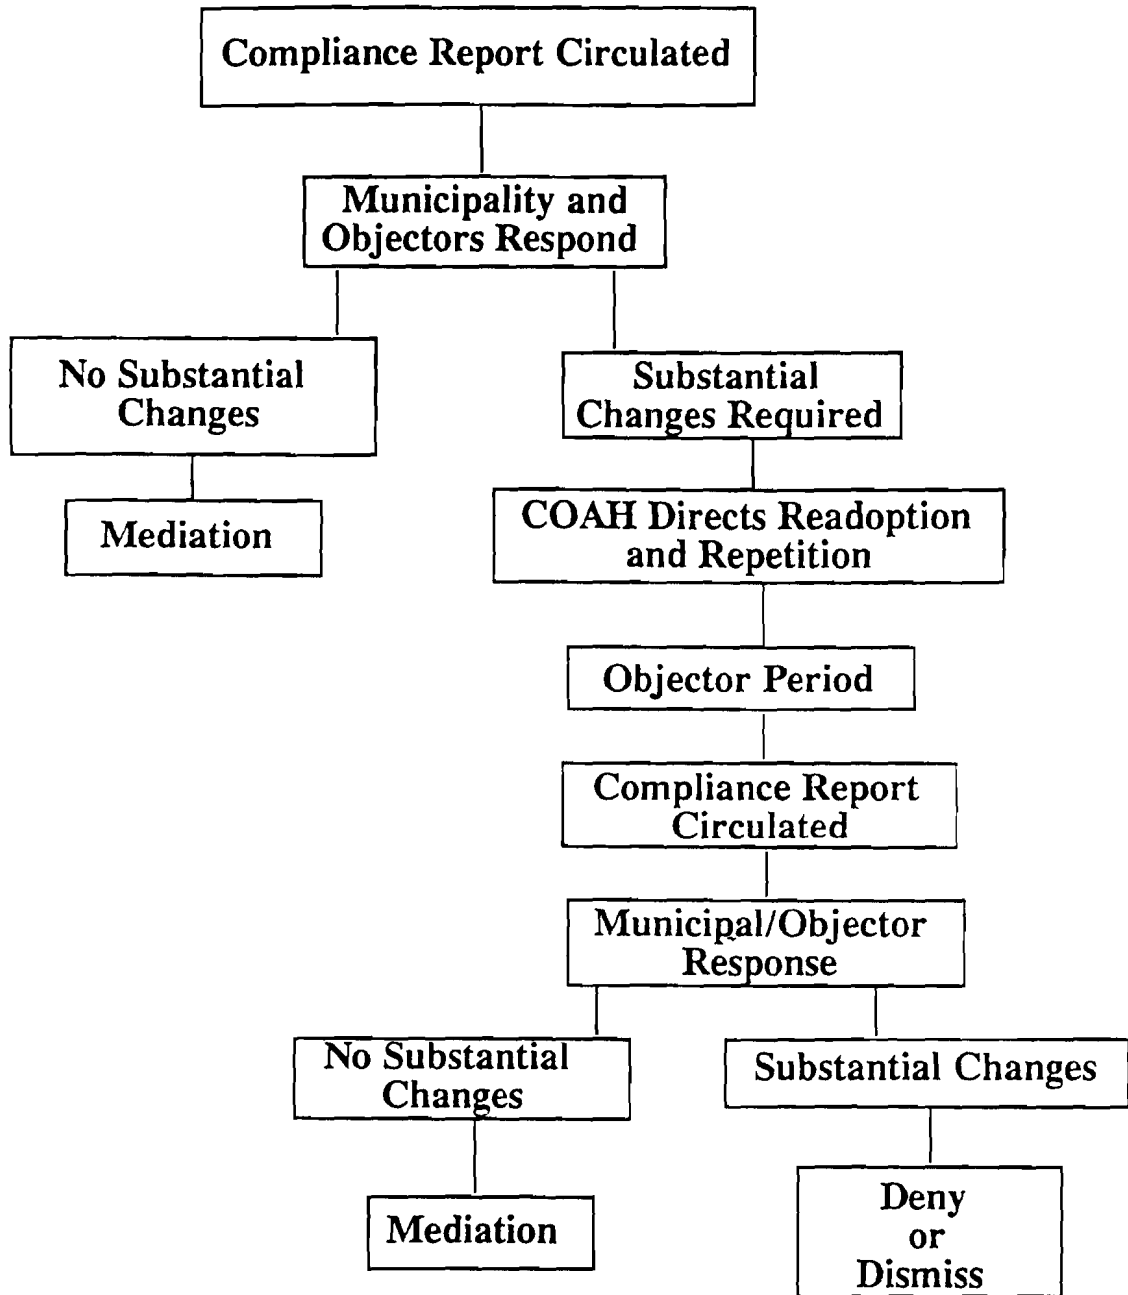 Compliance Report Circulated
Municipality and
Objectors Respond
No Substantial
Changes
Substantial
Changes Required
Mediation
COAH Directs Readoption
and Repetition
Objector Period
Compliance Report
Circulated
Municipal/Objector
Response
No Substantial
Changes
Substantial Changes
Mediation
Deny
or
Dismiss